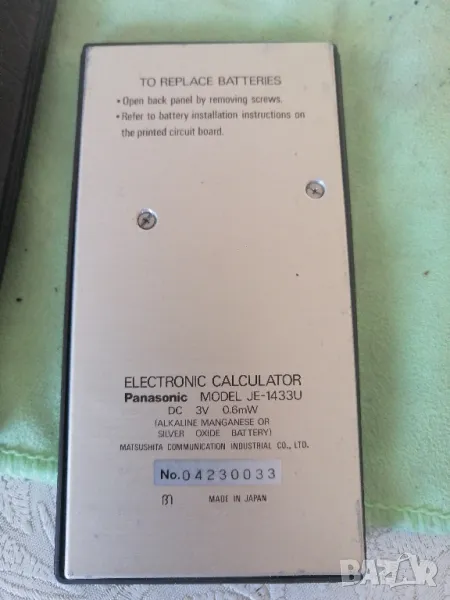 TO REPLACE BATTERIES
• Open back panel by removing screws.
• Refer to battery installation instructions on
the printed circuit board.
ELECTRONIC CALCULATOR
Panasonic MODEL JE-1433U
DC 3V 0.6mW
(ALKALINE MANGANESE OR
SILVER OXIDE BATTERY)
MATSUSHITA COMMUNICATION INDUSTRIAL CO., LTD.
No. 04230033
MADE IN JAPAN
BAZAR